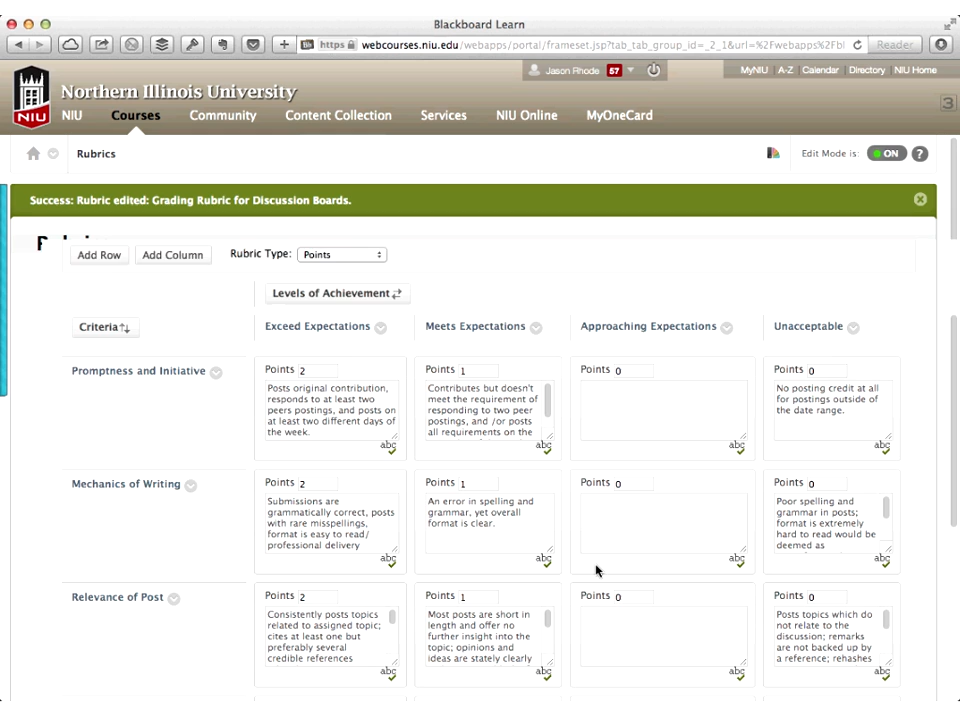 Blackboard Learn
https webcourses.niu.edu/webapps/portal/frameset.jsp?tab_tab_group_id=_2_1&url=%2Fwebapps%2Fbl Reader
Jason Rhode 57
MyNIU A-Z Calendar Directory NIU Home
Northern Illinois University
NIU
NIU Courses Community Content Collection Services NIU Online MyOneCard
3
Rubrics
Edit Mode is: ON ?
Success: Rubric edited: Grading Rubric for Discussion Boards.
Add Row Add Column Rubric Type: Points
Levels of Achievement
Criteria
Exceed Expectations Meets Expectations Approaching Expectations Unacceptable
Promptness and Initiative
Points 2
Posts original contribution,
responds to at least two
peers postings, and posts on
at least two different days of
the week.
abc
Points 1
Contributes but doesn't
meet the requirement of
responding to two peer
postings, and /or posts
all requirements on the
abc
Points 0
abc
Points 0
No posting credit at all
for postings outside of
the date range.
abc
Mechanics of Writing
Points 2
Submissions are
grammatically correct, posts
with rare misspellings,
format is easy to read/
professional delivery
abc
Points 1
An error in spelling and
grammar, yet overall
format is clear.
abc
Points 0
abc
Points 0
Poor spelling and
grammar in posts;
format is extremely
hard to read would be
deemed as
abc
Relevance of Post
Points 2
Consistently posts topics
related to assigned topic;
cites at least one but
preferably several
credible references
abc
Points 1
Most posts are short in
length and offer no
further insight into the
topic; opinions and
ideas are stately clearly
abc
Points 0
abc
Points 0
Posts topics which do
not relate to the
discussion; remarks
are not backed up by
a reference; rehashes
abc